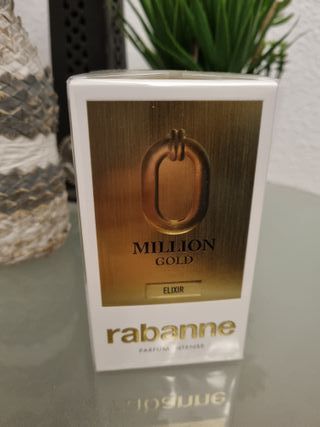 MILLION
GOLD
ELIXIR
rabanne
PARFUM INTENSE